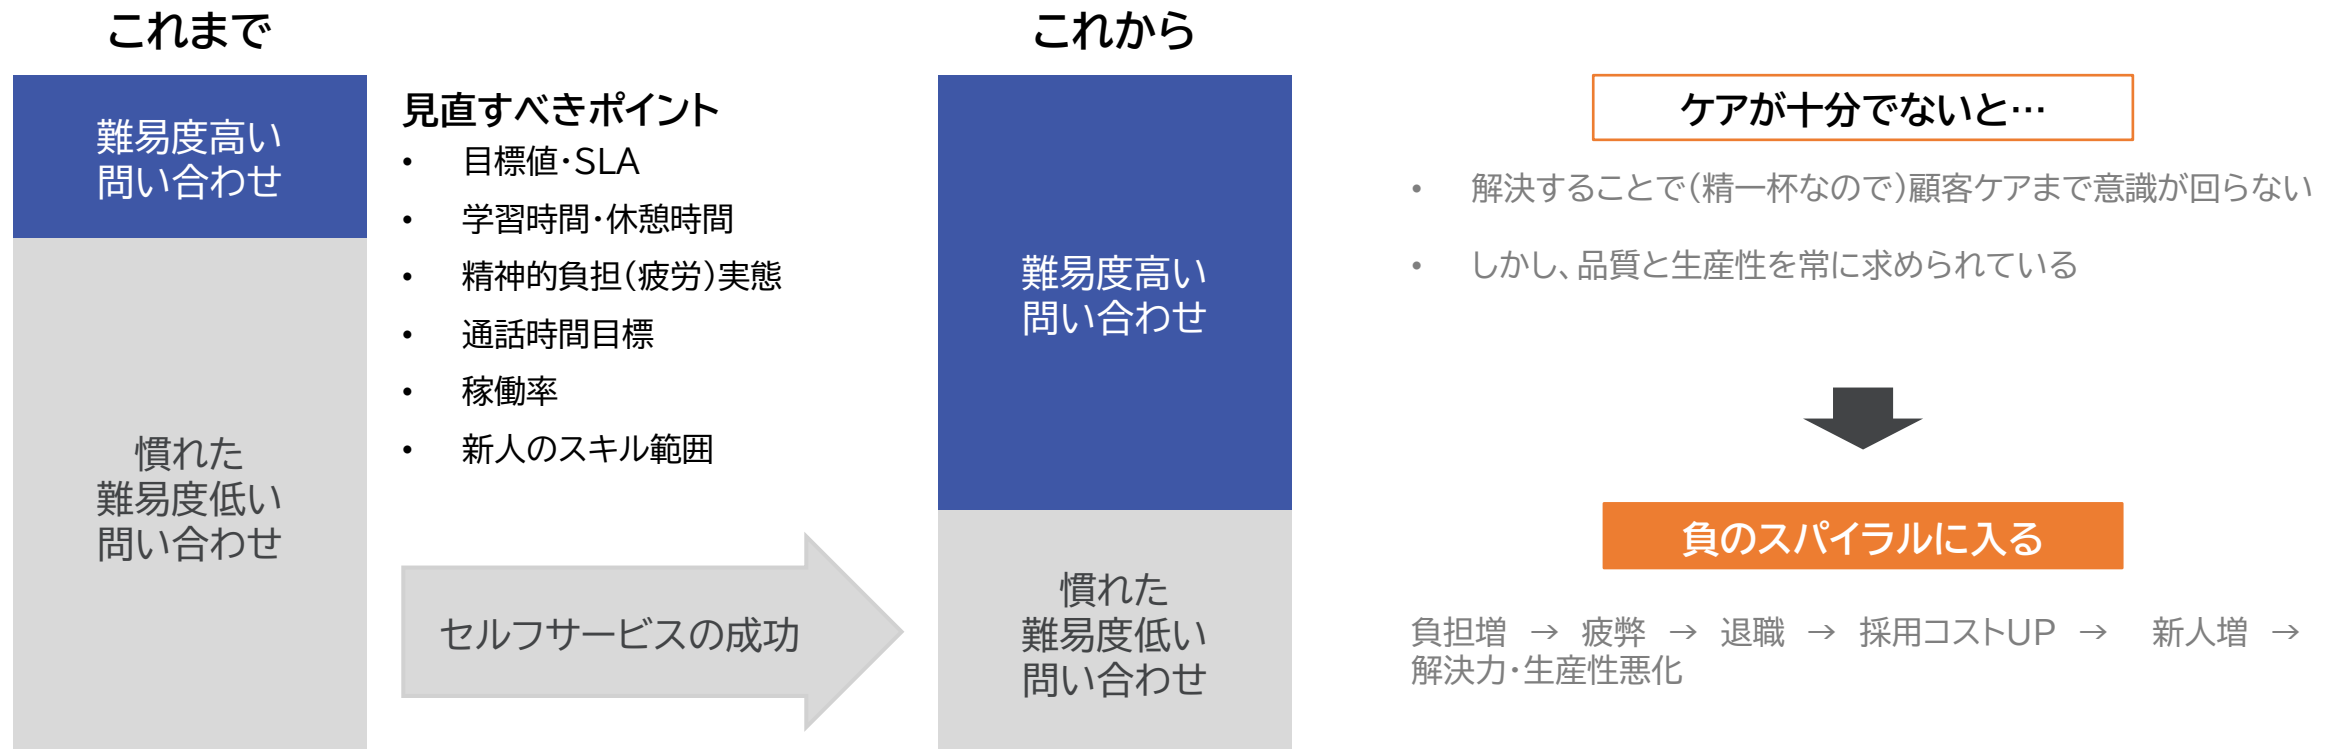 これまで
難易度高い
問い合わせ
慣れた
難易度低い
問い合わせ
見直すべきポイント
• 目標値・SLA
• 学習時間・休憩時間
• 精神的負担(疲労)実態
• 通話時間目標
• 稼働率
• 新人のスキル範囲
セルフサービスの成功
これから
難易度高い
問い合わせ
慣れた
難易度低い
問い合わせ
ケアが十分でないと…
• 解決することで(精一杯なので)顧客ケアまで意識が回らない
• しかし、品質と生産性を常に求められている
負のスパイラルに入る
負担増 → 疲弊 → 退職 → 採用コストUP → 新人増 →
解決力・生産性悪化